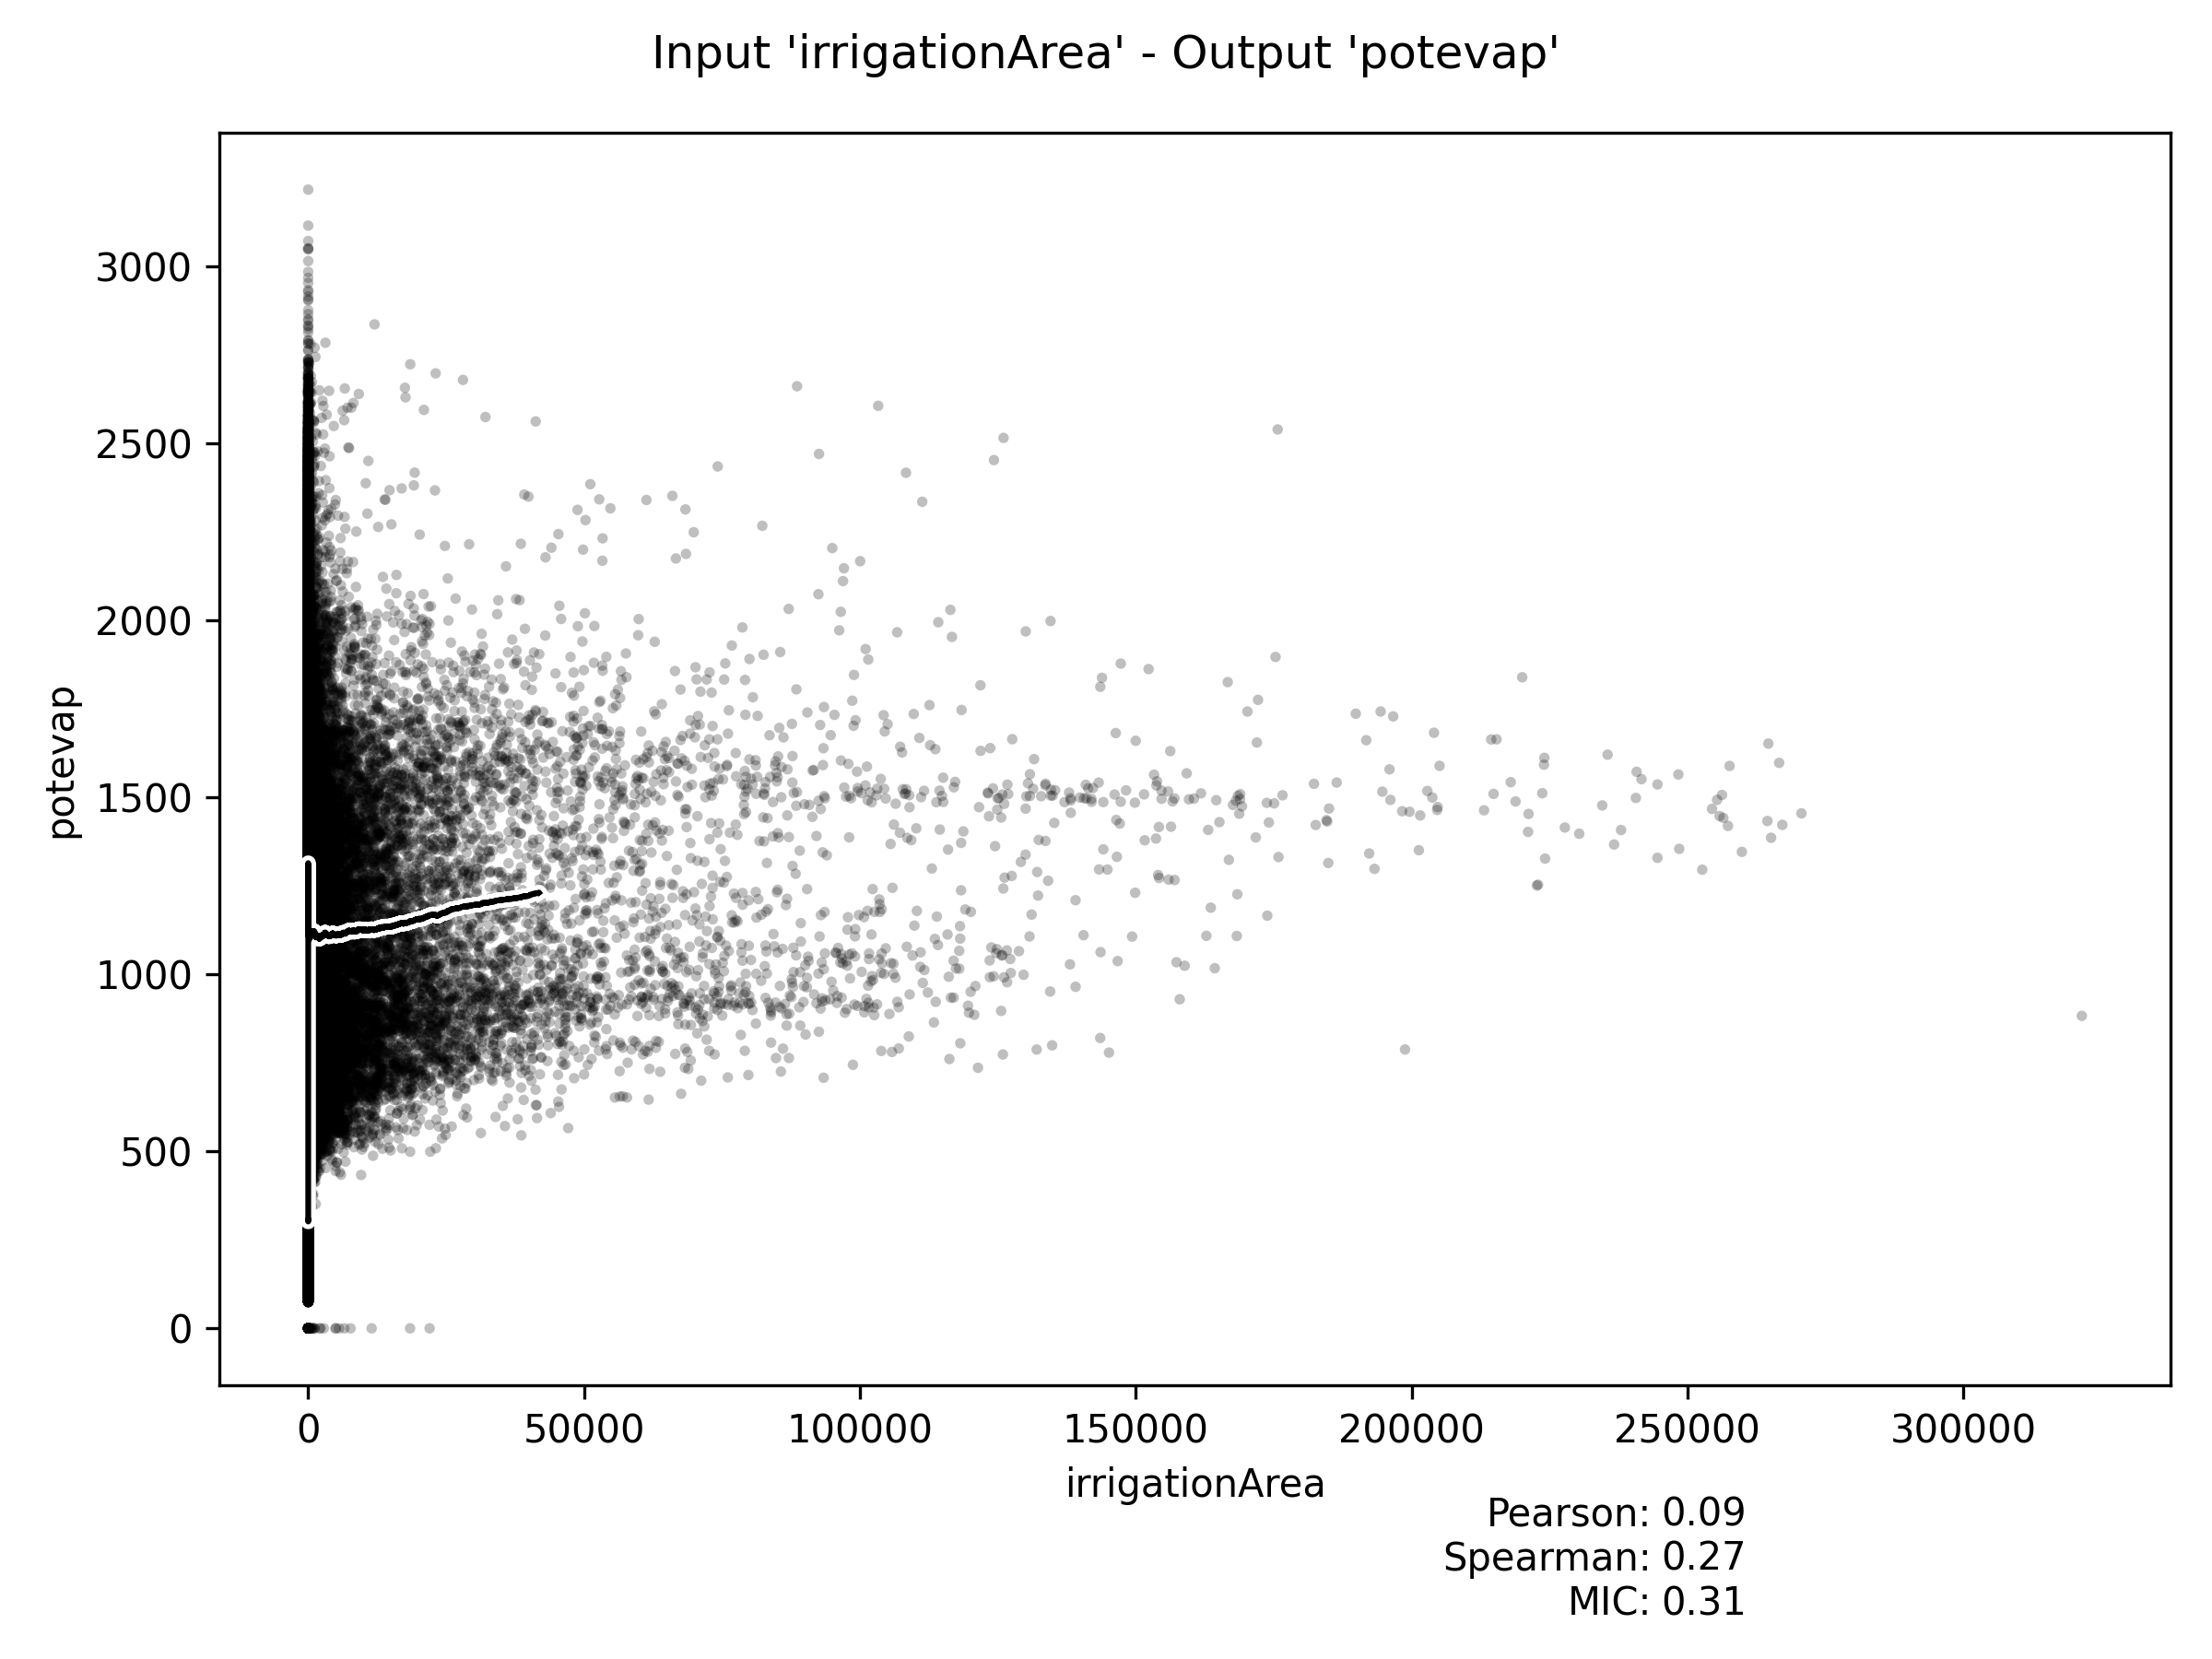 Input 'irrigationArea' - Output 'potevap'
3000
2500
2000
1500
1000
500
0
potevap
0 50000 100000 150000 200000 250000 300000
irrigationArea
Pearson: 0.09
Spearman: 0.27
MIC: 0.31